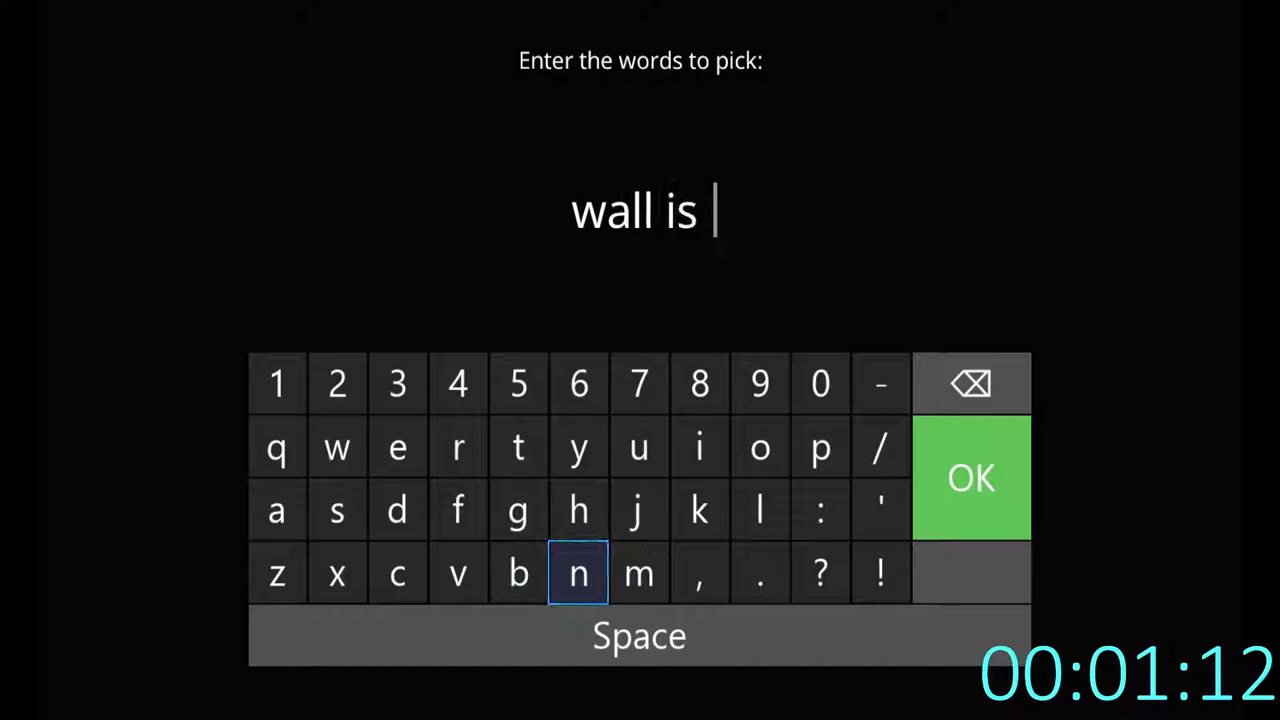 Enter the words to pick:
wall is
1 2 3 4 5 6 7 8 9 0 - ⌫
q w e r t y u i o p /
OK
a s d f g h j k l : '
z x c v b n m , . ? !
Space
00:01:12